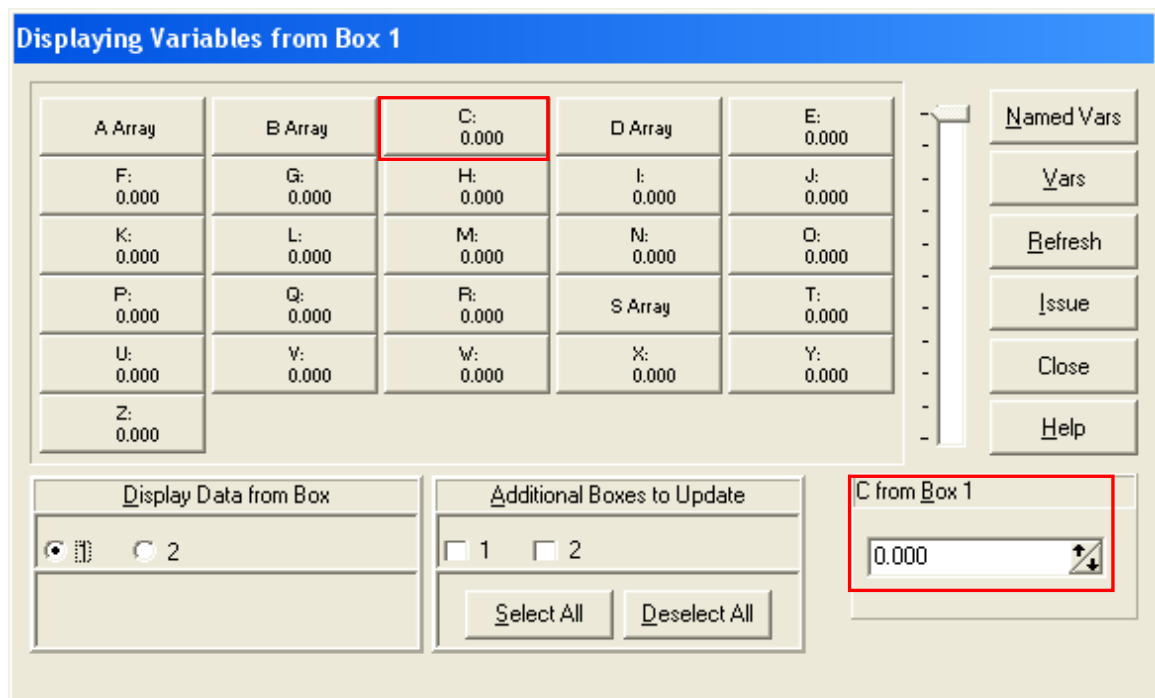 Displaying Variables from Box 1
A Array
B Array
C:
0.000
D Array
E:
0.000
F:
0.000
G:
0.000
H:
0.000
I:
0.000
J:
0.000
K:
0.000
L:
0.000
M:
0.000
N:
0.000
O:
0.000
P:
0.000
Q:
0.000
R:
0.000
S Array
T:
0.000
U:
0.000
V:
0.000
W:
0.000
X:
0.000
Y:
0.000
Z:
0.000
Named Vars
Vars
Refresh
Issue
Close
Help
Display Data from Box
1 2
Additional Boxes to Update
1 2
Select All Deselect All
C from Box 1
0.000